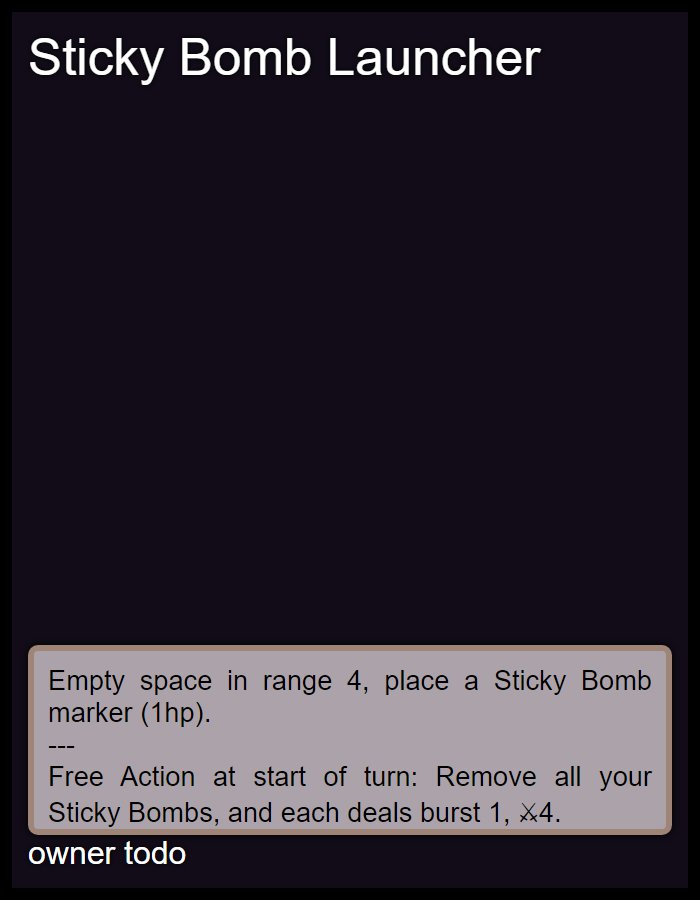 Sticky Bomb Launcher
Empty space in range 4, place a Sticky Bomb
marker (1hp).
---
Free Action at start of turn: Remove all your
Sticky Bombs, and each deals burst 1, ⚔4.
owner todo